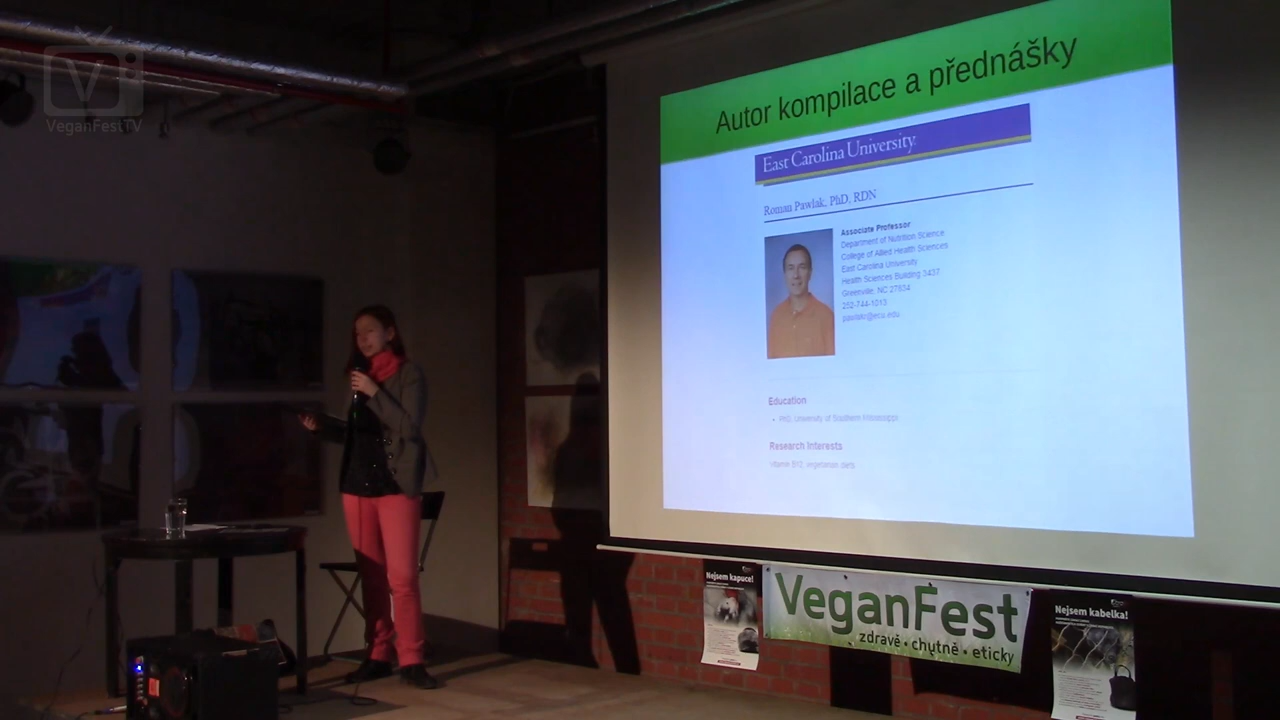 V
VeganFestTV
Autor kompilace a přednášky
East Carolina University
Roman Pawlak, PhD, RDN
Associate Professor
Department of Nutrition Science
College of Allied Health Sciences
East Carolina University
Health Sciences Building 3437
Greenville, NC 27834
252-744-1013
pawlakr@ecu.edu
Education
• PhD, University of Southern Mississippi
Research Interests
Vitamin B12, vegetarian diets
Nejsem kapuce!
VeganFest
zdravě • chutně • eticky
Nejsem kabelka!